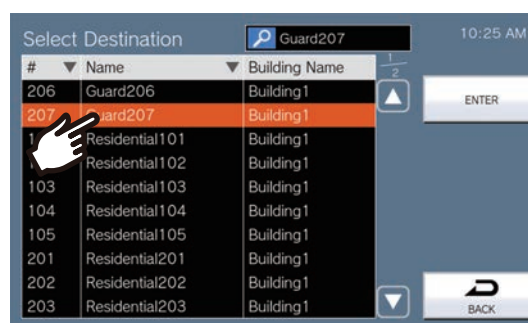 Select Destination Guard207 10:25 AM
# Name Building Name 1/2
206 Guard206 Building1 ENTER
207 Guard207 Building1
Residential101 Building1
Residential102 Building1
103 Residential103 Building1
104 Residential104 Building1
105 Residential105 Building1
201 Residential201 Building1
202 Residential202 Building1
203 Residential203 Building1 BACK